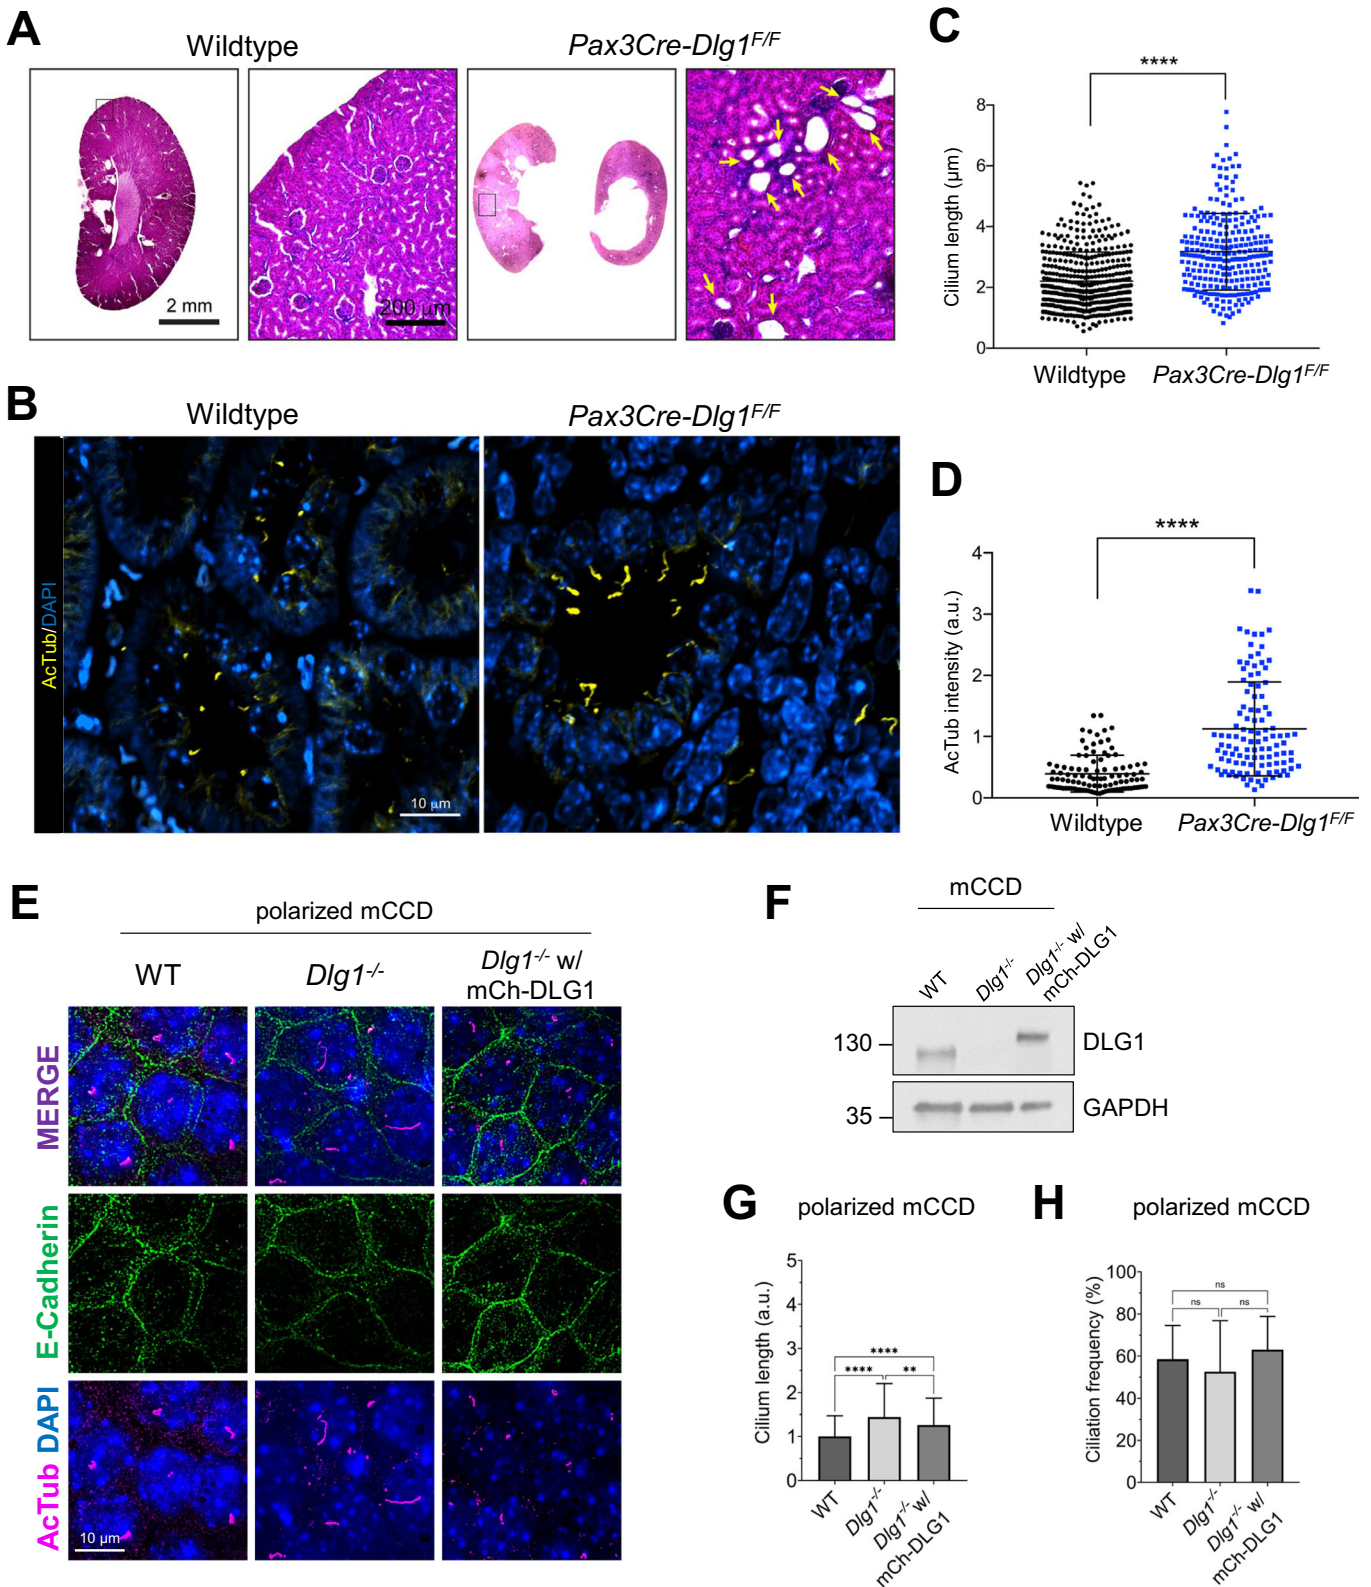 A
Wildtype
Pax3Cre-Dlg1F/F
2 mm
200 µm
B
Wildtype
Pax3Cre-Dlg1F/F
AcTub/DAPI
10 µm
C
****
Cilium length (µm)
8
6
4
2
0
Wildtype
Pax3Cre-Dlg1F/F
D
****
AcTub intensity (a.u.)
4
3
2
1
0
Wildtype
Pax3Cre-Dlg1F/F
E
polarized mCCD
WT
Dlg1-/-
Dlg1-/- w/
mCh-DLG1
MERGE
E-Cadherin
AcTub DAPI
10 µm
F
mCCD
WT
Dlg1-/-
Dlg1-/- w/
mCh-DLG1
130
DLG1
35
GAPDH
G
polarized mCCD
Cilium length (a.u.)
5
4
3
2
1
0
****
****
**
WT
Dlg1-/-
Dlg1-/- w/
mCh-DLG1
H
polarized mCCD
Ciliation frequency (%)
100
80
60
40
20
0
ns
ns
ns
WT
Dlg1-/-
Dlg1-/- w/
mCh-DLG1